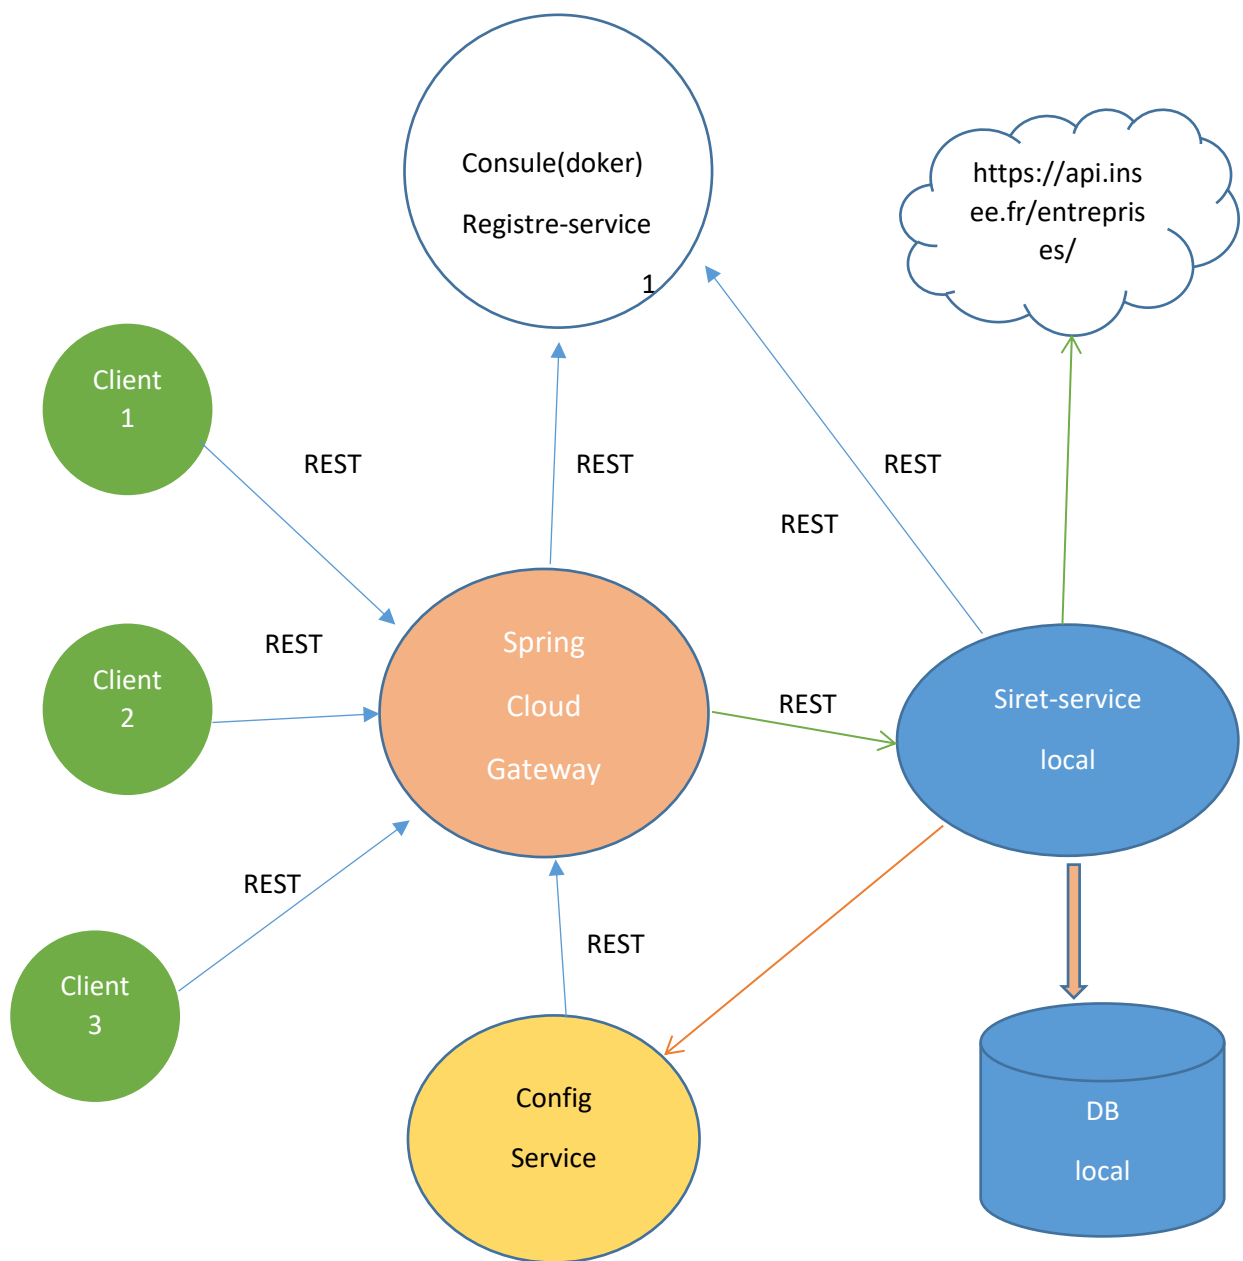 Consule(doker)
Registre-service
1
https://api.ins
ee.fr/entrepris
es/
Client
1
REST
REST
REST
REST
Client
2
REST
Spring
Cloud
Gateway
REST
Siret-service
local
Client
3
REST
REST
Config
Service
DB
local